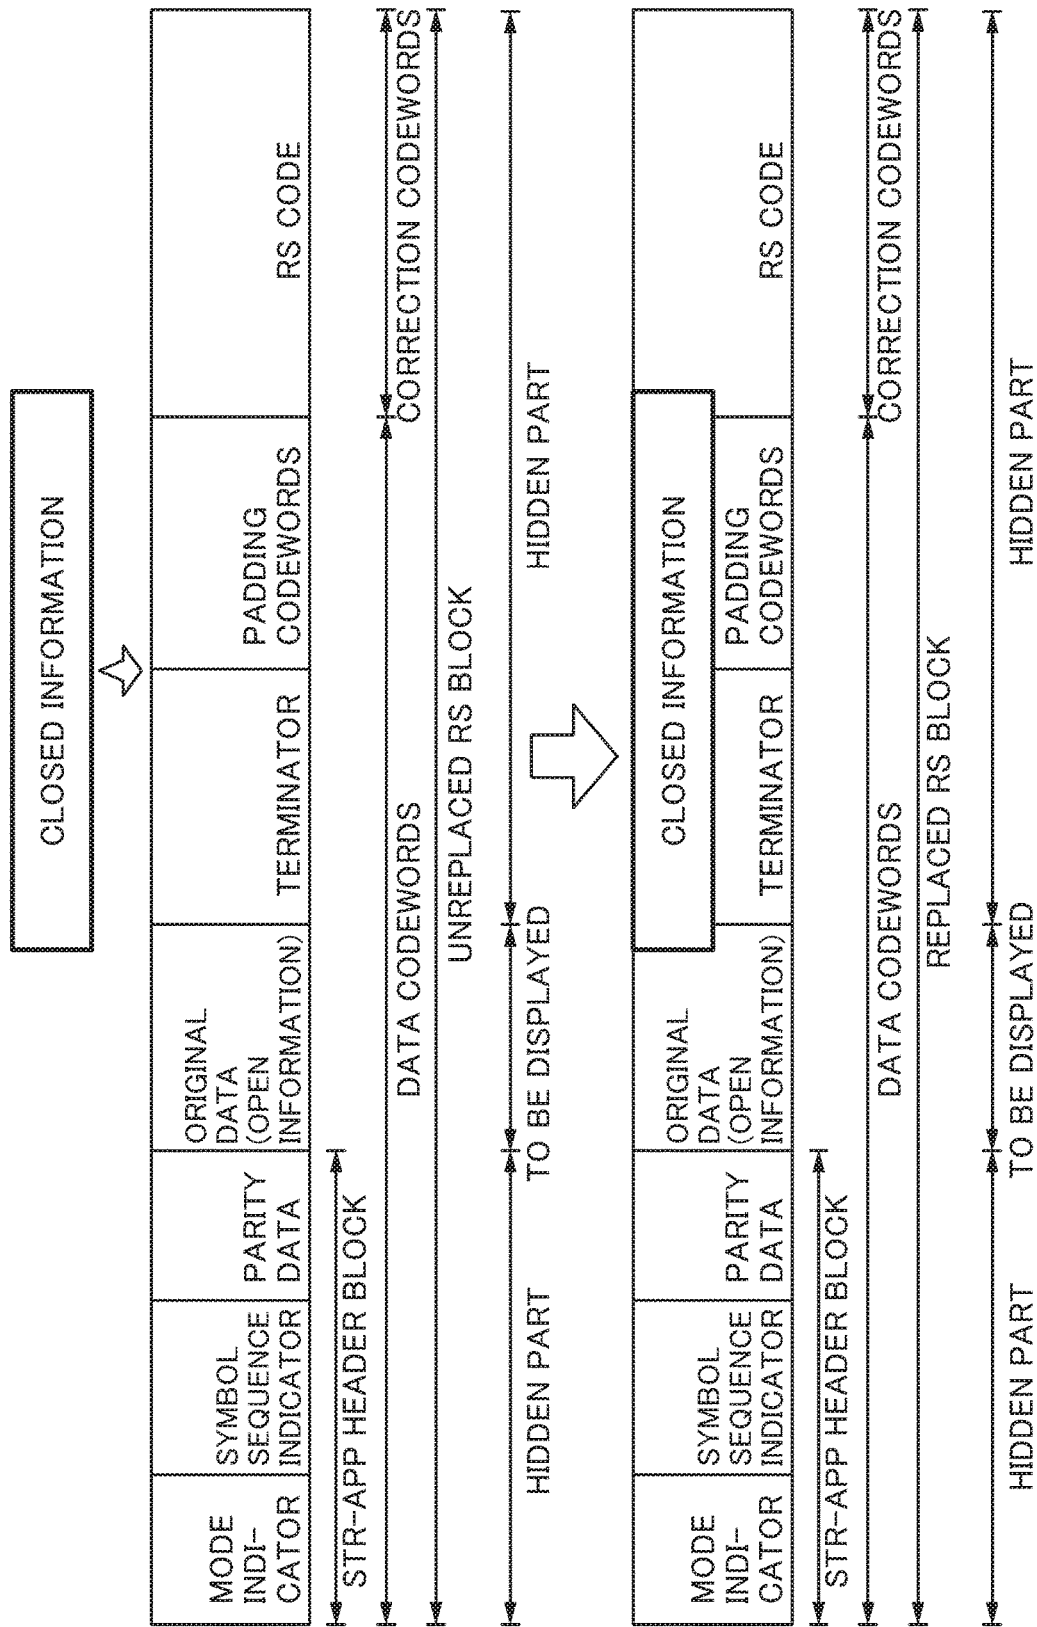 CLOSED INFORMATION
MODE
INDI-
CATOR
SYMBOL
SEQUENCE
INDICATOR
PARITY
DATA
ORIGINAL
DATA
(OPEN
INFORMATION)
TERMINATOR
PADDING
CODEWORDS
RS CODE
STR-APP HEADER BLOCK
DATA CODEWORDS
CORRECTION CODEWORDS
UNREPLACED RS BLOCK
HIDDEN PART
TO BE DISPLAYED
HIDDEN PART
CLOSED INFORMATION
MODE
INDI-
CATOR
SYMBOL
SEQUENCE
INDICATOR
PARITY
DATA
ORIGINAL
DATA
(OPEN
INFORMATION)
TERMINATOR
PADDING
CODEWORDS
RS CODE
STR-APP HEADER BLOCK
DATA CODEWORDS
CORRECTION CODEWORDS
REPLACED RS BLOCK
HIDDEN PART
TO BE DISPLAYED
HIDDEN PART